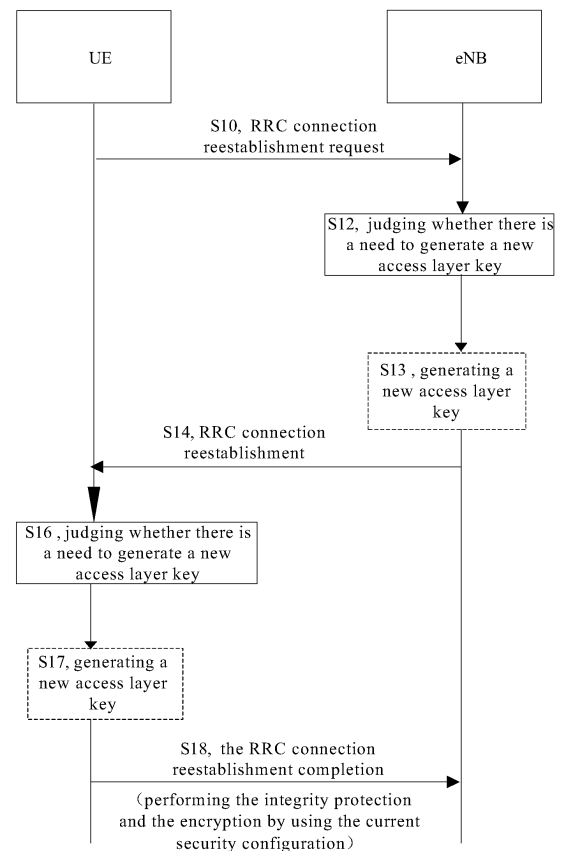 UE
eNB
S10, RRC connection
reestablishment request
S12, judging whether there is
a need to generate a new
access layer key
S13 , generating a
new access layer
key
S14, RRC connection
reestablishment
S16 , judging whether there is
a need to generate a new
access layer key
S17, generating a
new access layer
key
S18, the RRC connection
reestablishment completion
（performing the integrity protection
and the encryption by using the current
security configuration）